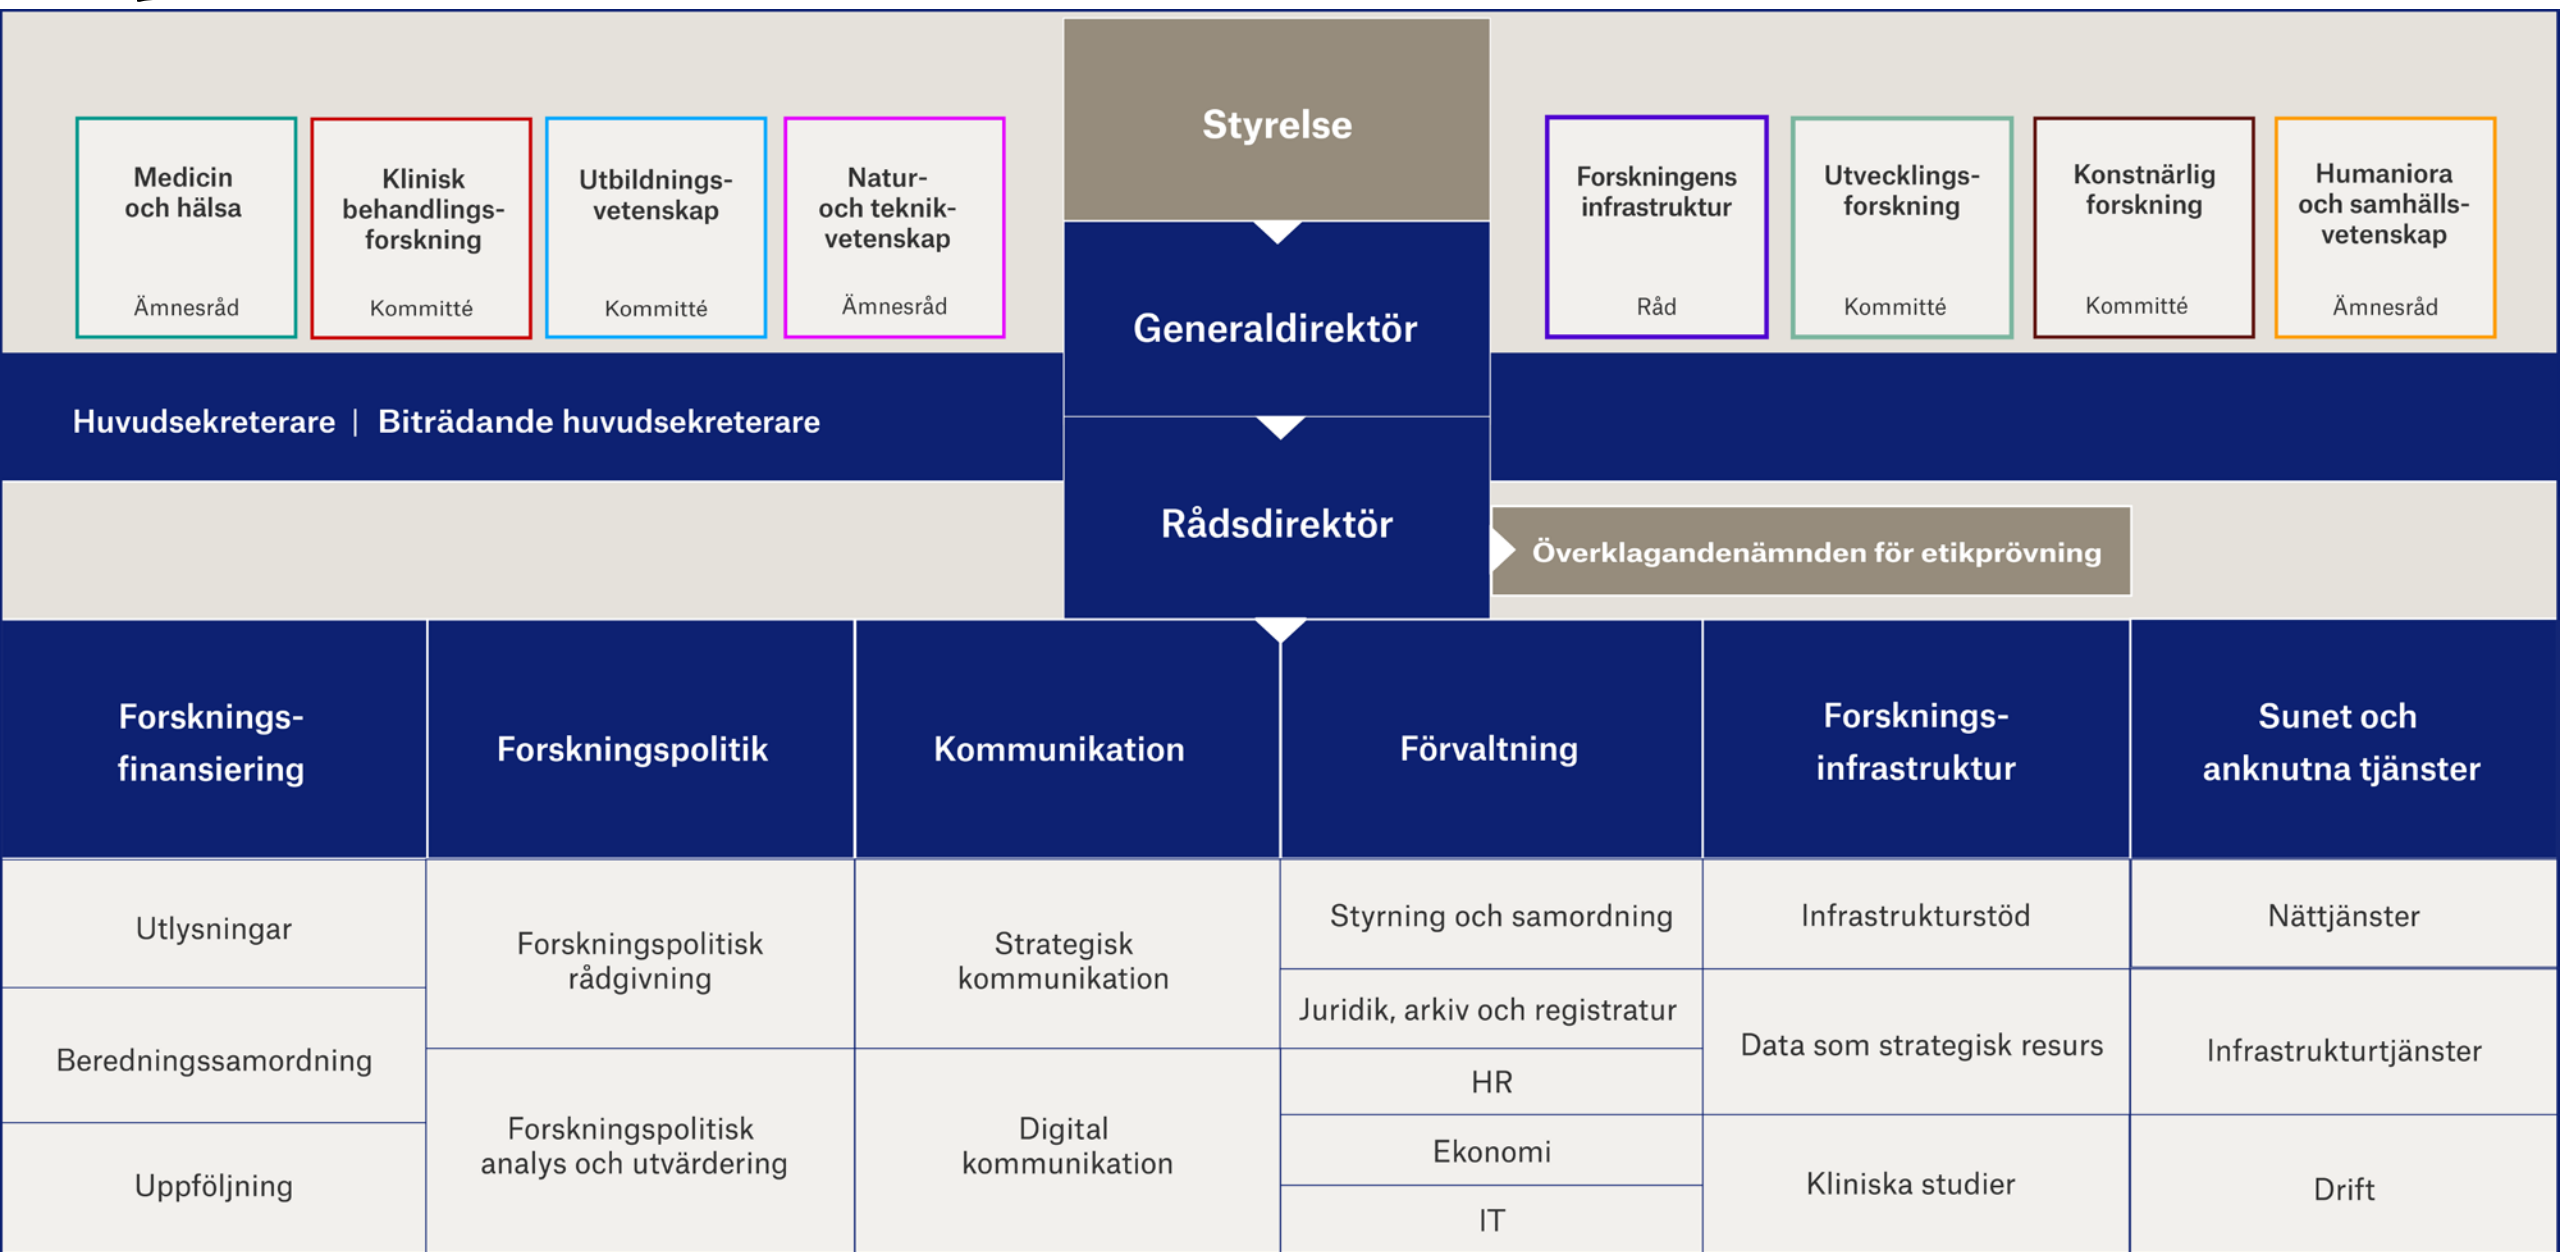 Styrelse
Medicin
och hälsa
Ämnesråd
Klinisk
behandlings-
forskning
Kommitté
Utbildnings-
vetenskap
Kommitté
Natur-
och teknik-
vetenskap
Ämnesråd
Forskningens
infrastruktur
Råd
Utvecklings-
forskning
Kommitté
Konstnärlig
forskning
Kommitté
Humaniora
och samhälls-
vetenskap
Ämnesråd
Generaldirektör
Huvudsekreterare | Biträdande huvudsekreterare
Rådsdirektör
Överklagandenämnden för etikprövning
Forsknings-
finansiering
Forskningspolitik
Kommunikation
Förvaltning
Forsknings-
infrastruktur
Sunet och
anknutna tjänster
Utlysningar
Beredningssamordning
Uppföljning
Forskningspolitisk
rådgivning
Forskningspolitisk
analys och utvärdering
Strategisk
kommunikation
Digital
kommunikation
Styrning och samordning
Juridik, arkiv och registratur
HR
Ekonomi
IT
Infrastrukturstöd
Data som strategisk resurs
Kliniska studier
Nättjänster
Infrastrukturtjänster
Drift